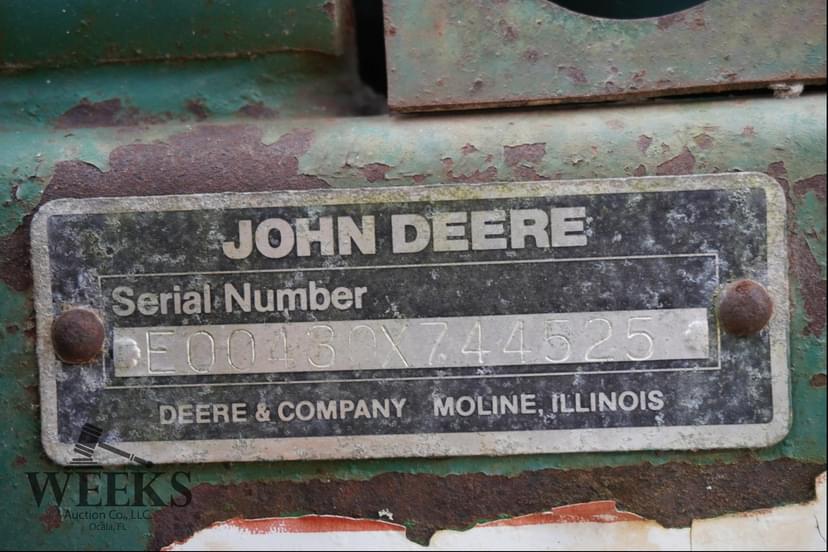 JOHN DEERE
Serial Number
E00430X744525
DEERE & COMPANY MOLINE, ILLINOIS
WEEKS
Auction Co., LLC.
Ocala, FL